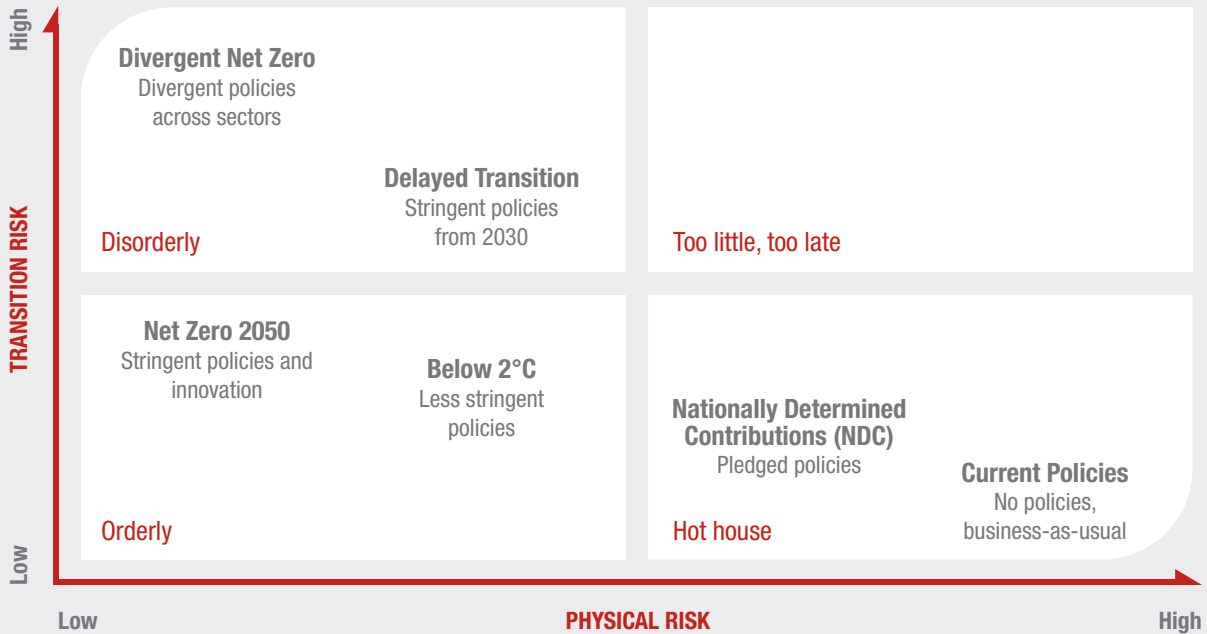 High
TRANSITION RISK
Low
Divergent Net Zero
Divergent policies
across sectors
Delayed Transition
Stringent policies
from 2030
Disorderly
Too little, too late
Net Zero 2050
Stringent policies and
innovation
Below 2°C
Less stringent
policies
Orderly
Nationally Determined
Contributions (NDC)
Pledged policies
Current Policies
No policies,
business-as-usual
Hot house
Low
PHYSICAL RISK
High